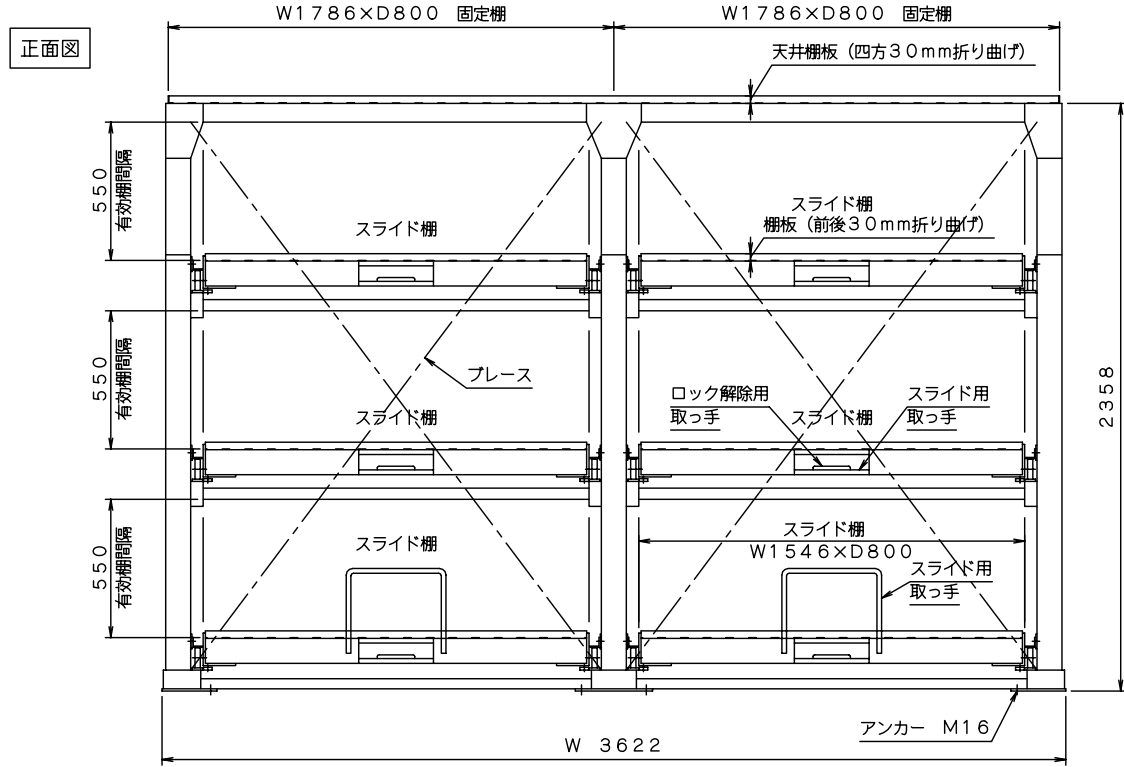 W1786×D800 固定棚
W1786×D800 固定棚
正面図
天井棚板（四方30mm折り曲げ）
550
有効棚間隔
スライド棚
スライド棚
棚板（前後30mm折り曲げ）
550
有効棚間隔
ブレース
2358
ロック解除用
取っ手
スライド用
取っ手
スライド棚
スライド棚
550
有効棚間隔
スライド棚
スライド棚
W1546×D800
スライド用
取っ手
アンカー M16
W 3622